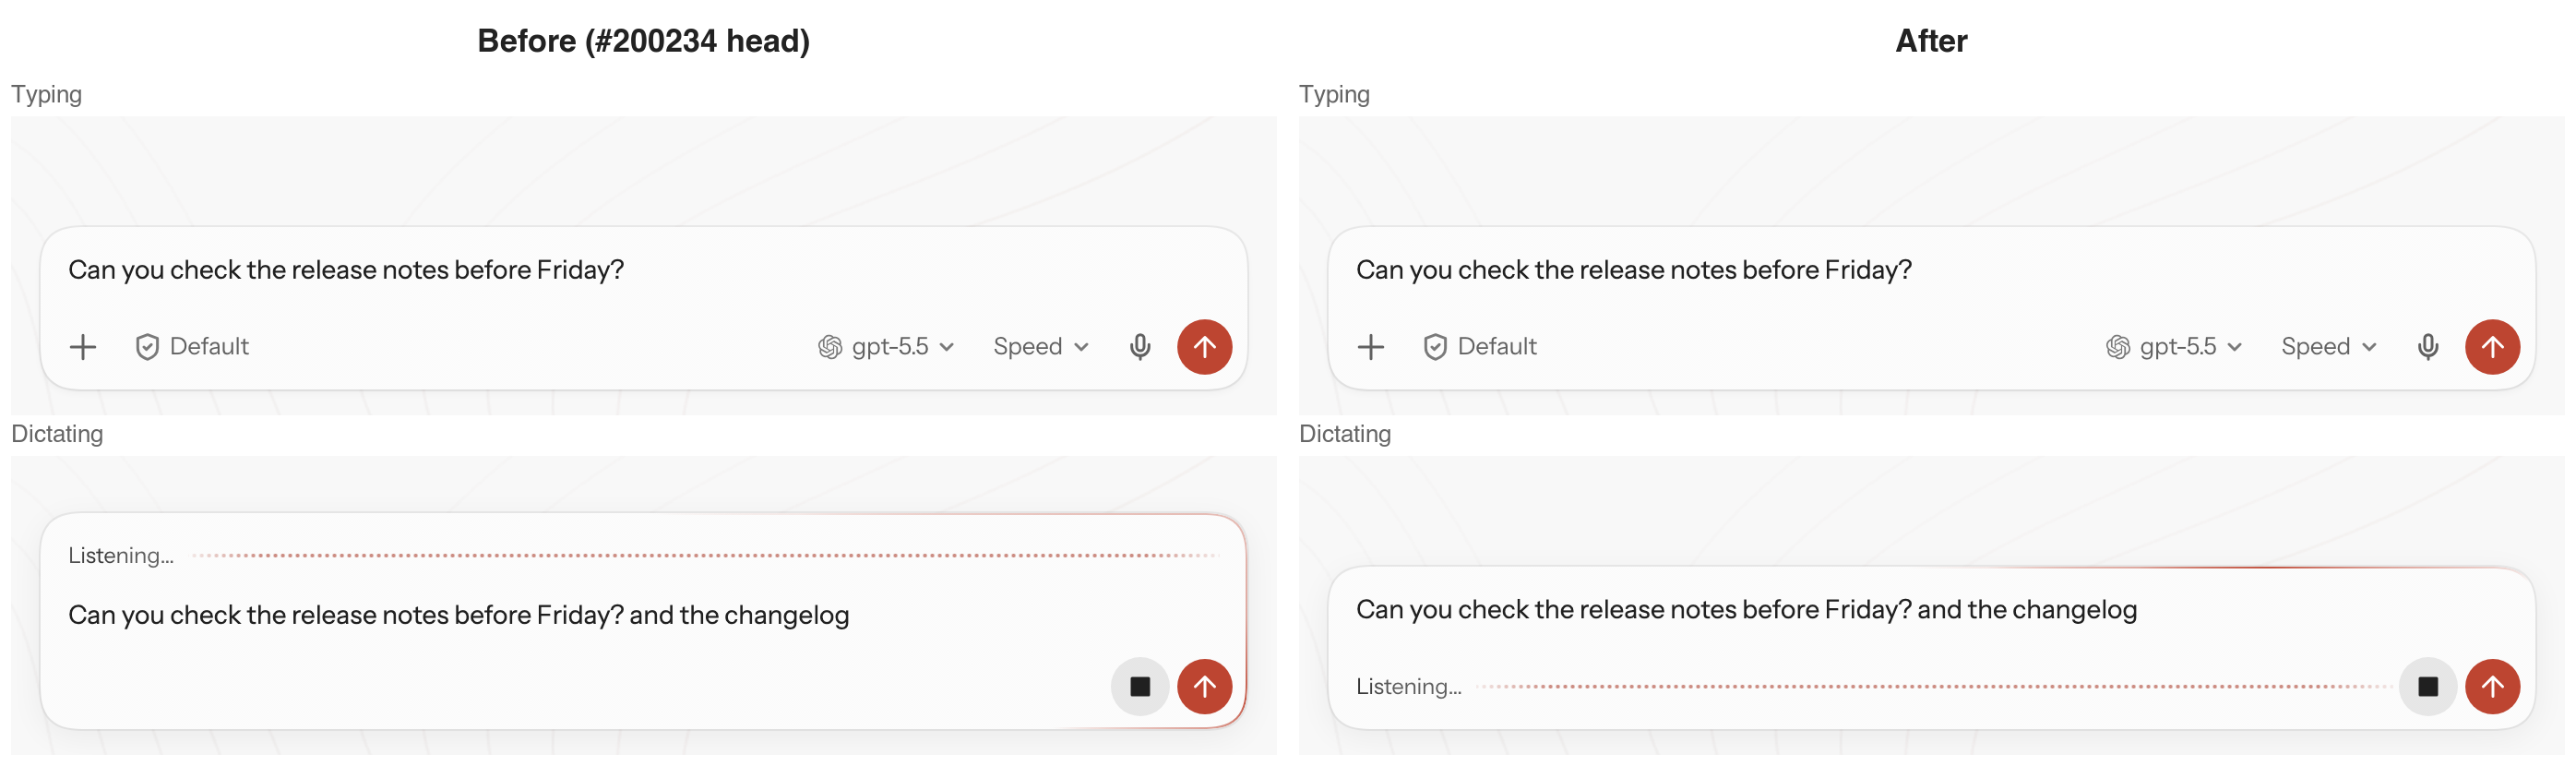 Before (#200234 head)
Typing
Can you check the release notes before Friday?
Default gpt-5.5 Speed
Dictating
Listening...
Can you check the release notes before Friday? and the changelog
After
Typing
Can you check the release notes before Friday?
Default gpt-5.5 Speed
Dictating
Can you check the release notes before Friday? and the changelog
Listening...